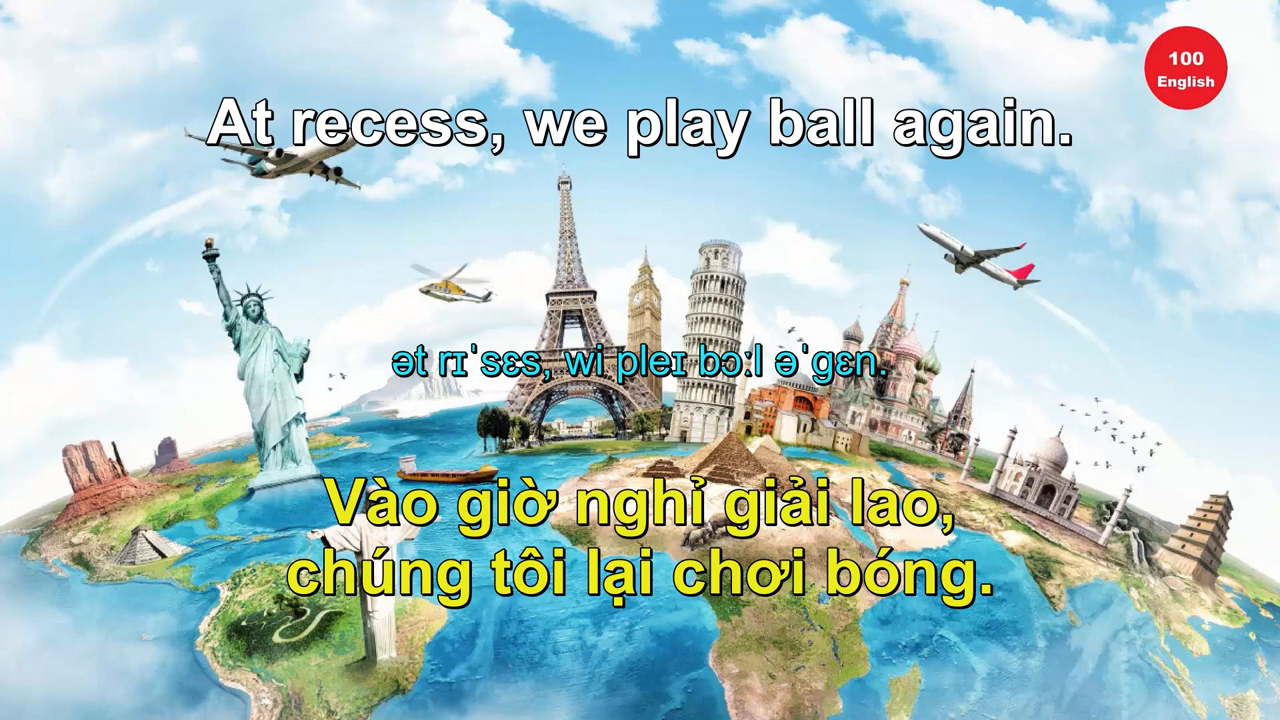 100
English
At recess, we play ball again.
ət rɪˈsɛs, wi pleɪ bɔːl əˈgɛn.
Vào giờ nghỉ giải lao,
chúng tôi lại chơi bóng.